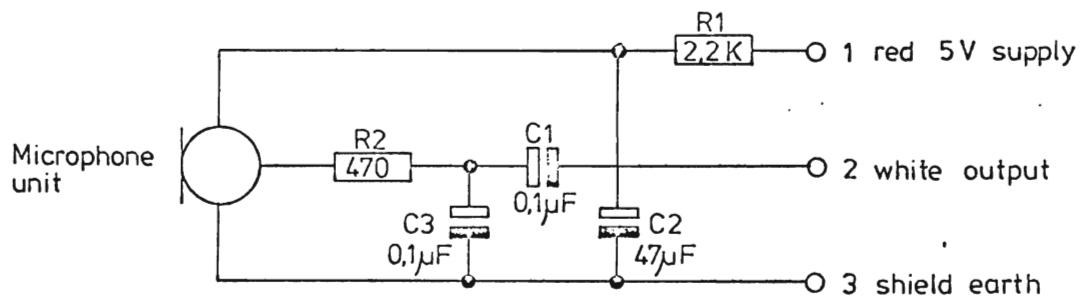 R1
2,2 K
1 red 5V supply
Microphone
unit
R2
470
C1
0,1µF
2 white output
C3
0,1µF
C2
47µF
3 shield earth